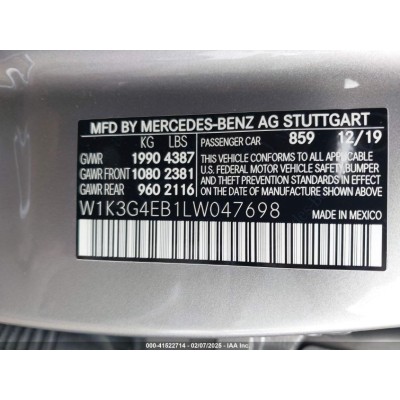 MFD BY MERCEDES-BENZ AG STUTTGART
KG LBS PASSENGER CAR 859 12/19
GVWR 1990 4387
GAWR FRONT 1080 2381
GAWR REAR 960 2116
THIS VEHICLE CONFORMS TO ALL APPLICABLE
U.S. FEDERAL MOTOR VEHICLE SAFETY, BUMPER
AND THEFT PREVENTION STANDARDS IN EFFECT
ON THE DATE OF MANUFACTURE SHOWN ABOVE.
W1K3G4EB1LW047698 MADE IN MEXICO
000-41522714 - 02/07/2025 - IAA Inc.